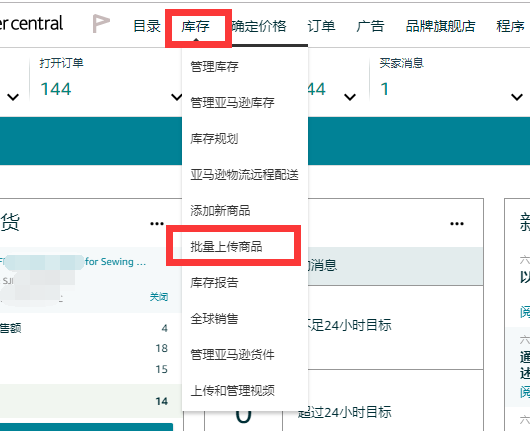 er central
目录 库存 确定价格 订单 广告 品牌旗舰店 程序
打开订单
144
44
买家消息
1
管理库存
管理亚马逊库存
库存规划
亚马逊物流远程配送
添加新商品
批量上传商品
库存报告
全球销售
管理亚马逊货件
上传和管理视频
货
for Sewing ...
SJ
关闭
售额
4
18
15
14
消息
不足24小时目标
0
超过24小时目标
新
六
以
阅
六
通
述
阅